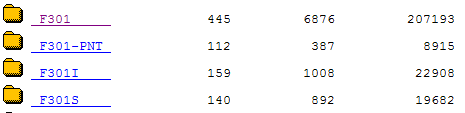 F301 445 6876 207193
F301-PNT 112 387 8915
F301I 159 1008 22908
F301S 140 892 19682